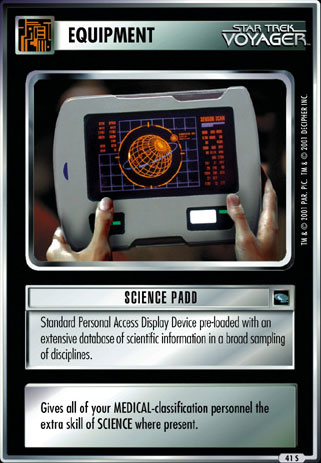 EQUIPMENT
STAR TREK
VOYAGER™
SENSOR SCAN
TM & © 2001 PAR. PIC. TM & © 2001 DECIPHER INC.
SCIENCE PADD
Standard Personal Access Display Device pre-loaded with an
extensive database of scientific information in a broad sampling
of disciplines.
Gives all of your MEDICAL-classification personnel the
extra skill of SCIENCE where present.
41 S